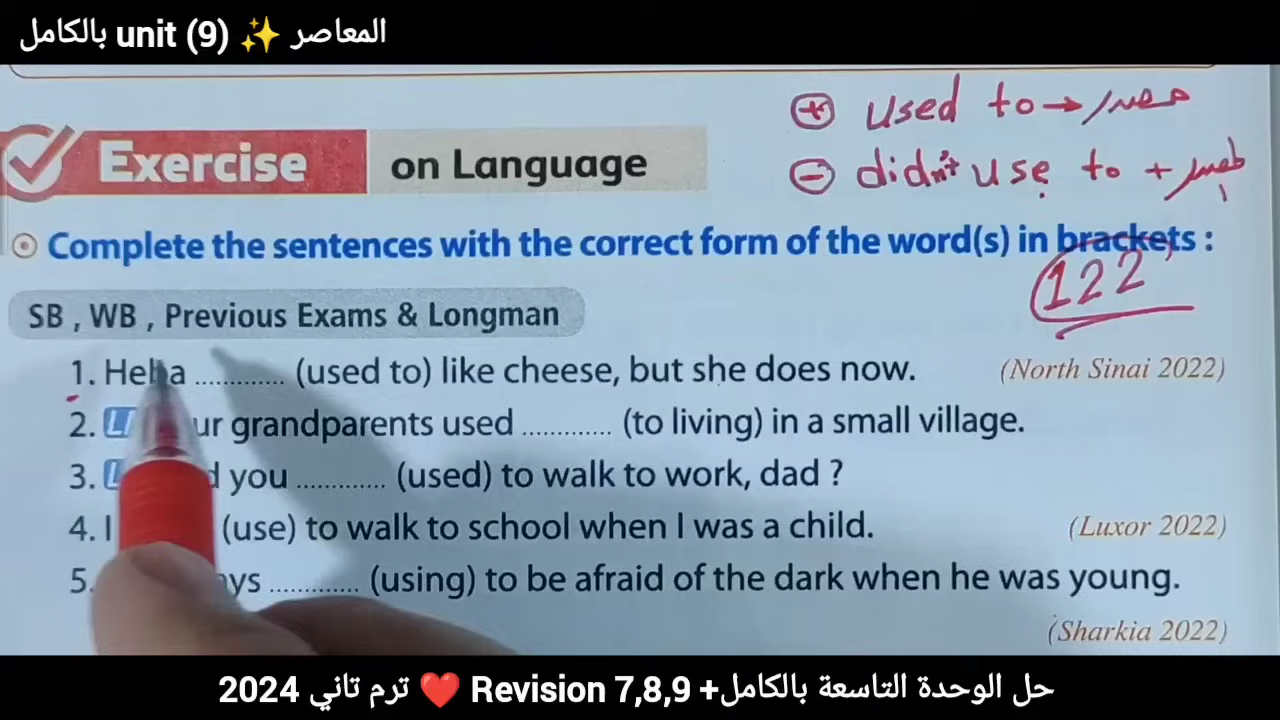 المعاصر ✨ unit (9) بالكامل
⊕ used to → مصدر
⊖ didn't use to + مصدر
Exercise on Language
Complete the sentences with the correct form of the word(s) in brackets :
122
SB , WB , Previous Exams & Longman
1. Heba ............. (used to) like cheese, but she does now. (North Sinai 2022)
2. ur grandparents used ............. (to living) in a small village.
3. d you ............. (used) to walk to work, dad ?
4. I (use) to walk to school when I was a child. (Luxor 2022)
5. ys ............. (using) to be afraid of the dark when he was young.
(Sharkia 2022)
حل الوحدة التاسعة بالكامل+ Revision 7,8,9 ❤️ ترم تاني 2024